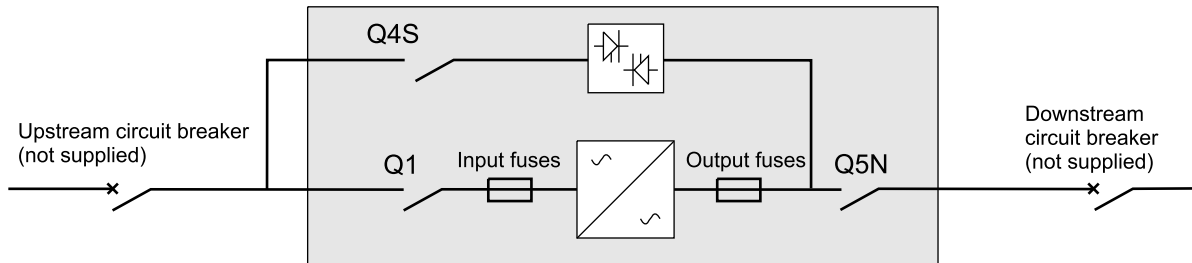 Q4S
Upstream circuit breaker
(not supplied)
Q1
Input fuses
Output fuses
Q5N
Downstream
circuit breaker
(not supplied)